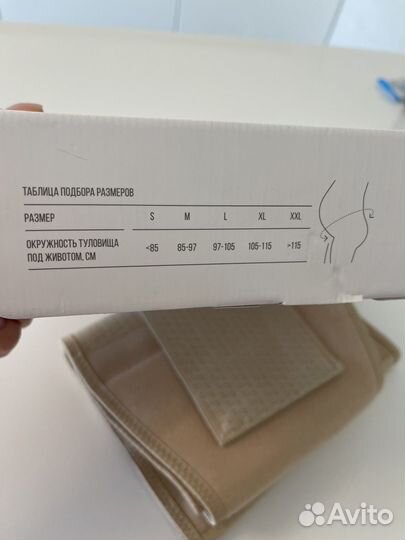 ТАБЛИЦА ПОДБОРА РАЗМЕРОВ
РАЗМЕР S M L XL XXL
ОКРУЖНОСТЬ ТУЛОВИЩА
ПОД ЖИВОТОМ, СМ <85 85-97 97-105 105-115 >115
Avito